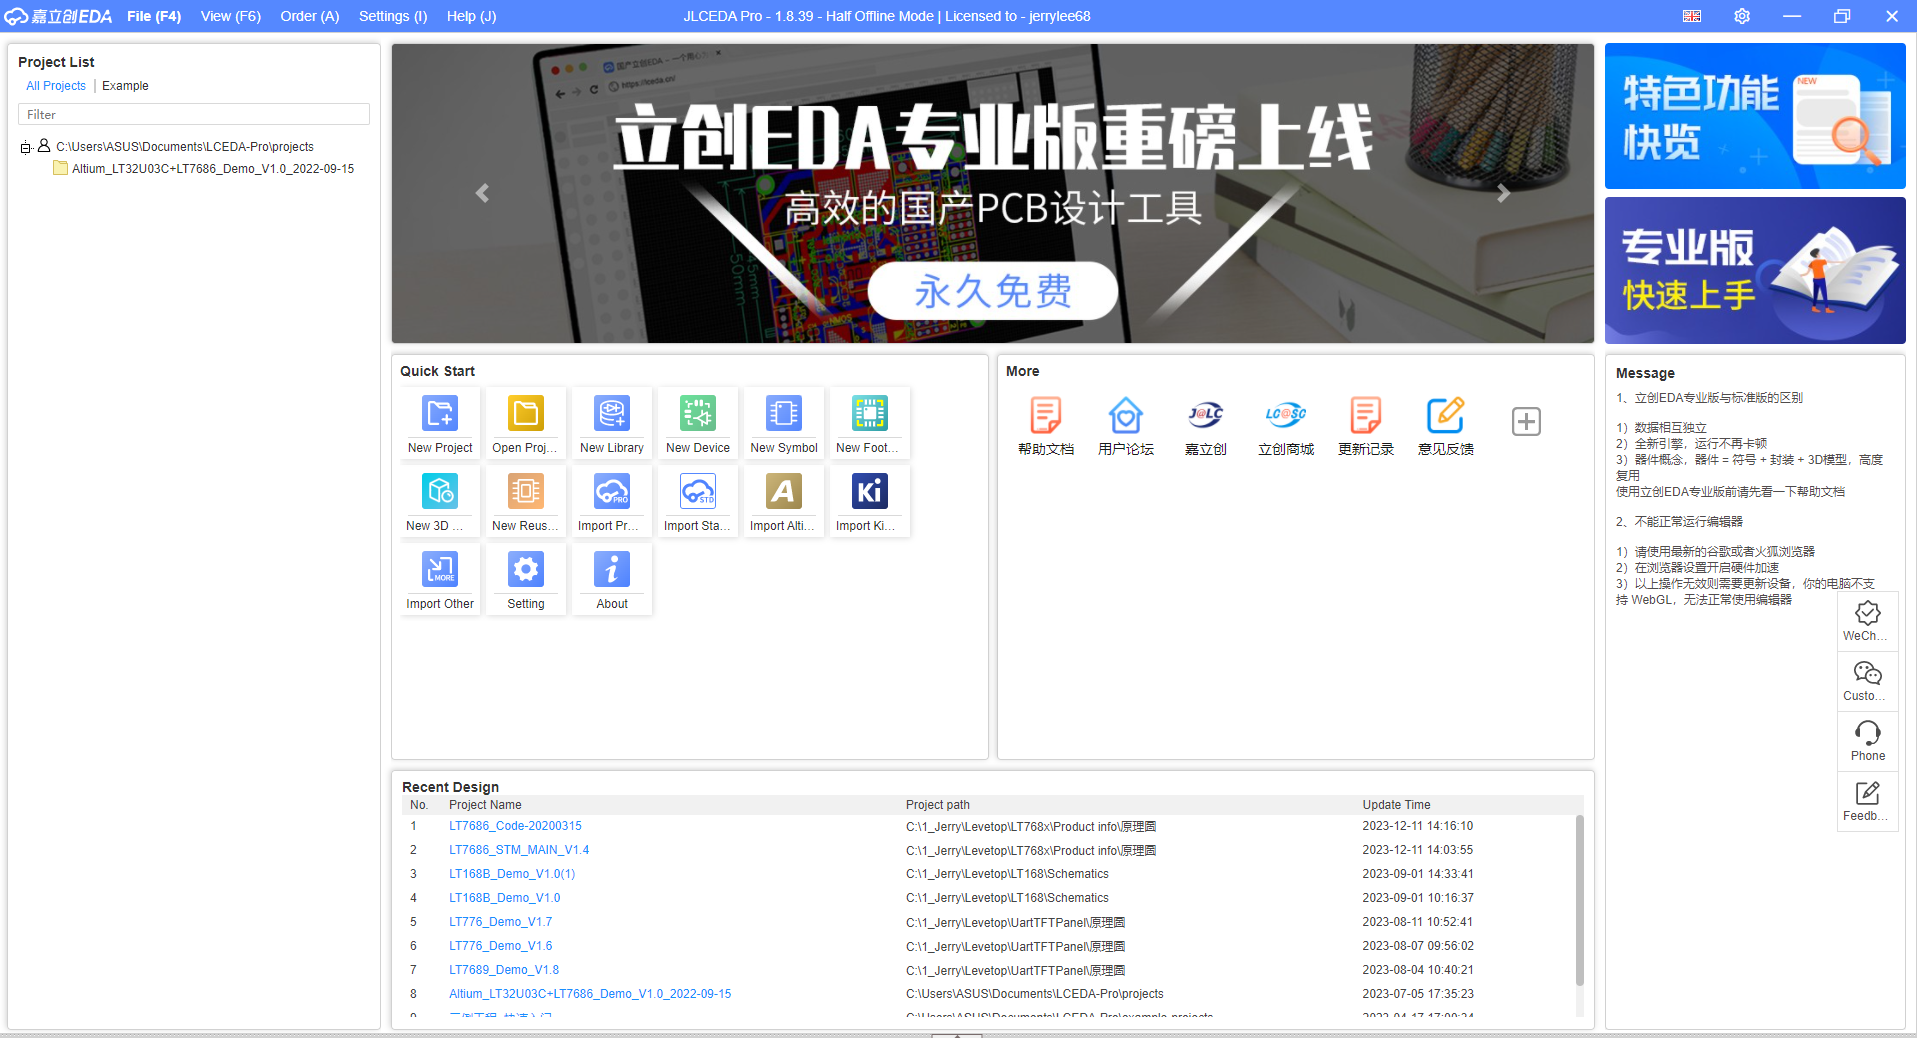 嘉立创EDA File (F4) View (F6) Order (A) Settings (I) Help (J) JLCEDA Pro - 1.8.39 - Half Offline Mode | Licensed to - jerrylee68
Project List
All Projects | Example
Filter
C:\Users\ASUS\Documents\LCEDA-Pro\projects
Altium_LT32U03C+LT7686_Demo_V1.0_2022-09-15
https://lceda.cn/
立创EDA专业版重磅上线
高效的国产PCB设计工具
永久免费
50mm
45mm
NMOS
特色功能
快览
NEW
专业版
快速上手
Quick Start
New Project Open Proj... New Library New Device New Symbol New Foot...
PRO STD A Ki
New 3D ... New Reus... Import Pr... Import Sta... Import Alti... Import Ki...
MORE i
Import Other Setting About
More
J@LC LC@SC
帮助文档 用户论坛 嘉立创 立创商城 更新记录 意见反馈
Message
1、立创EDA专业版与标准版的区别
1）数据相互独立
2）全新引擎，运行不再卡顿
3）器件概念，器件 = 符号 + 封装 + 3D模型，高度
复用
使用立创EDA专业版前请先看一下帮助文档
2、不能正常运行编辑器
1）请使用最新的谷歌或者火狐浏览器
2）在浏览器设置开启硬件加速
3）以上操作无效则需要更新设备，你的电脑不支
持 WebGL，无法正常使用编辑器
WeCh...
Custo...
Phone
Feedb...
Recent Design
No. Project Name Project path Update Time
1 LT7686_Code-20200315 C:\1_Jerry\Levetop\LT768x\Product info\原理圖 2023-12-11 14:16:10
2 LT7686_STM_MAIN_V1.4 C:\1_Jerry\Levetop\LT768x\Product info\原理圖 2023-12-11 14:03:55
3 LT168B_Demo_V1.0(1) C:\1_Jerry\Levetop\LT168\Schematics 2023-09-01 14:33:41
4 LT168B_Demo_V1.0 C:\1_Jerry\Levetop\LT168\Schematics 2023-09-01 10:16:37
5 LT776_Demo_V1.7 C:\1_Jerry\Levetop\UartTFTPanel\原理圖 2023-08-11 10:52:41
6 LT776_Demo_V1.6 C:\1_Jerry\Levetop\UartTFTPanel\原理圖 2023-08-07 09:56:02
7 LT7689_Demo_V1.8 C:\1_Jerry\Levetop\UartTFTPanel\原理圖 2023-08-04 10:40:21
8 Altium_LT32U03C+LT7686_Demo_V1.0_2022-09-15 C:\Users\ASUS\Documents\LCEDA-Pro\projects 2023-07-05 17:35:23